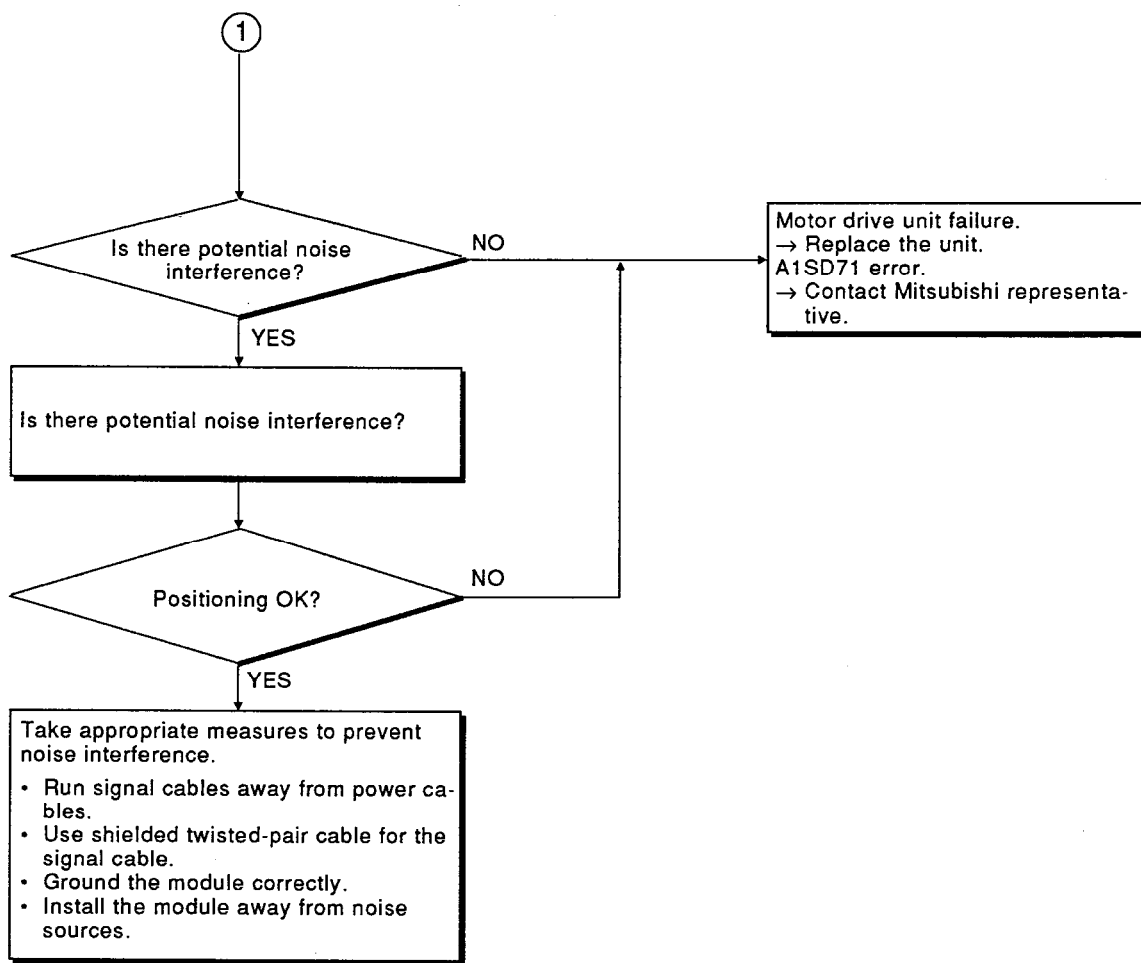 1
Is there potential noise
interference?
NO
Motor drive unit failure.
→ Replace the unit.
A1SD71 error.
→ Contact Mitsubishi representa-
tive.
YES
Is there potential noise interference?
Positioning OK?
NO
YES
Take appropriate measures to prevent
noise interference.
• Run signal cables away from power ca-
bles.
• Use shielded twisted-pair cable for the
signal cable.
• Ground the module correctly.
• Install the module away from noise
sources.